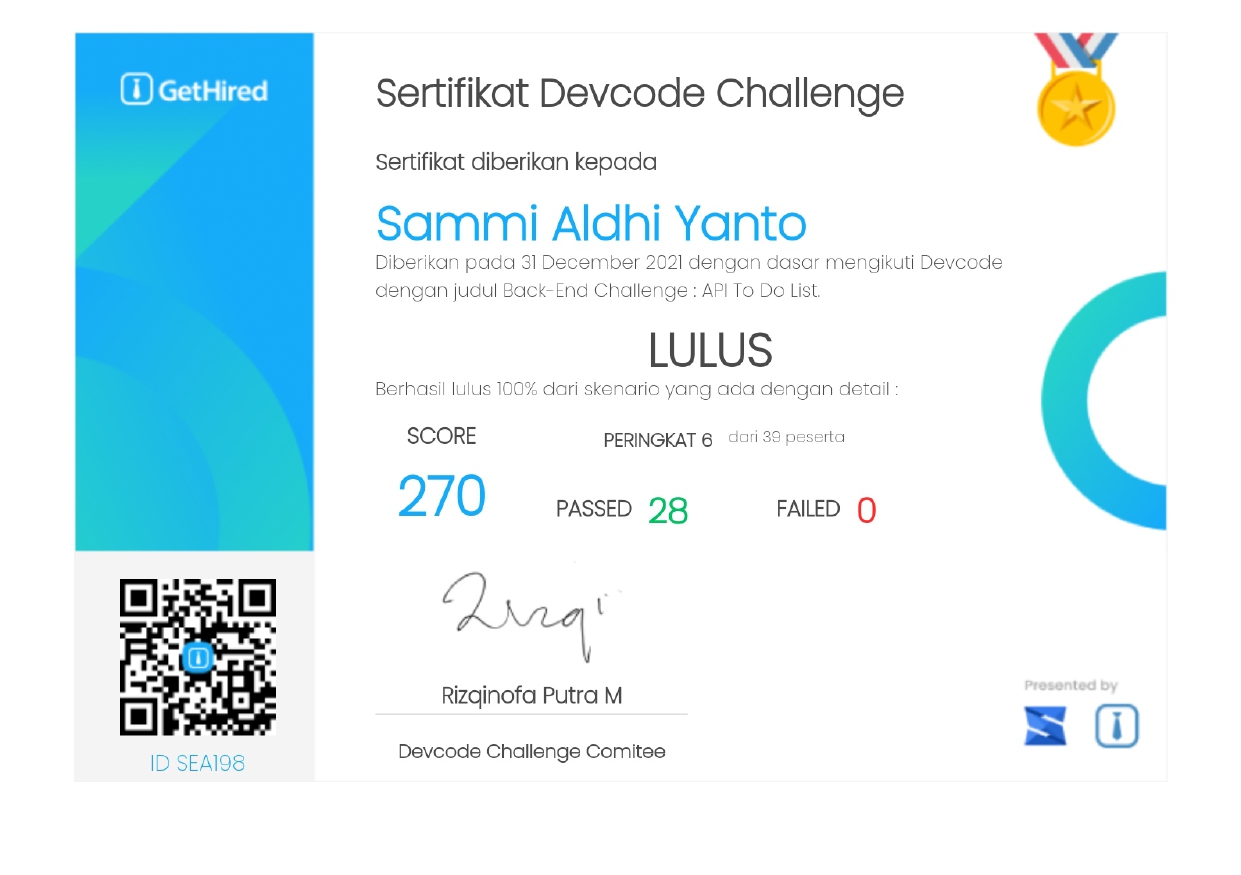 GetHired
Sertifikat Devcode Challenge
Sertifikat diberikan kepada
Sammi Aldhi Yanto
Diberikan pada 31 December 2021 dengan dasar mengikuti Devcode
dengan judul Back-End Challenge : API To Do List.
LULUS
Berhasil lulus 100% dari skenario yang ada dengan detail :
SCORE
PERINGKAT 6 dari 39 peserta
270
PASSED 28 FAILED 0
Rizqi
Rizqinofa Putra M
Devcode Challenge Comitee
ID SEA198
Presented by